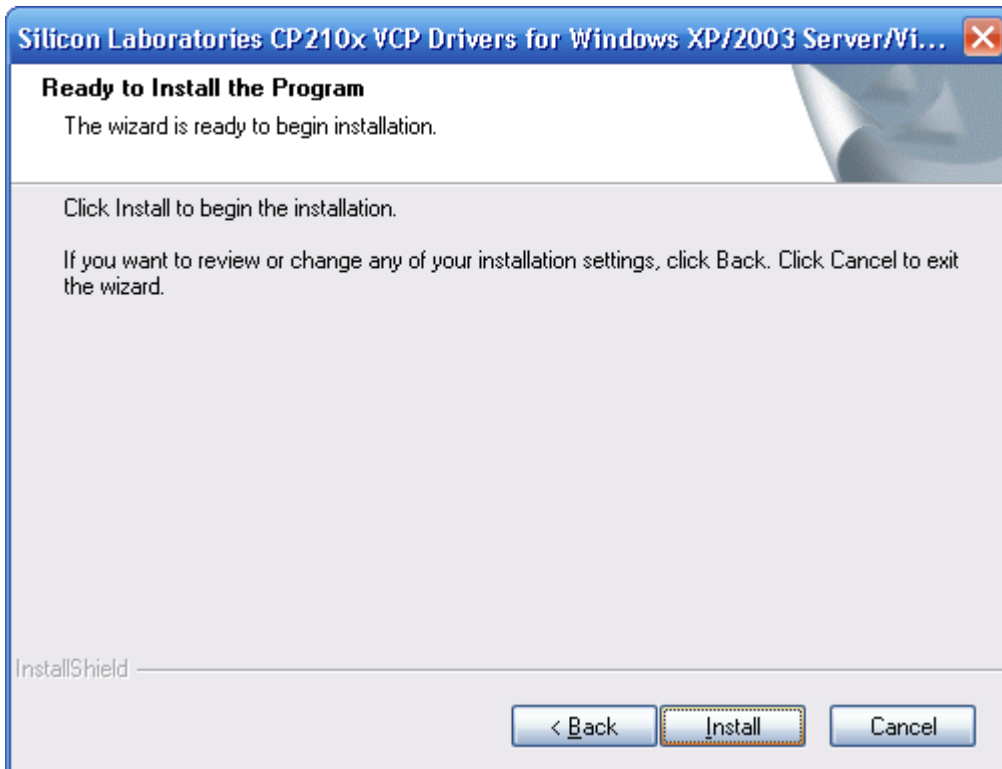 Silicon Laboratories CP210x VCP Drivers for Windows XP/2003 Server/Vi...
Ready to Install the Program
The wizard is ready to begin installation.
Click Install to begin the installation.
If you want to review or change any of your installation settings, click Back. Click Cancel to exit
the wizard.
InstallShield
< Back
Install
Cancel